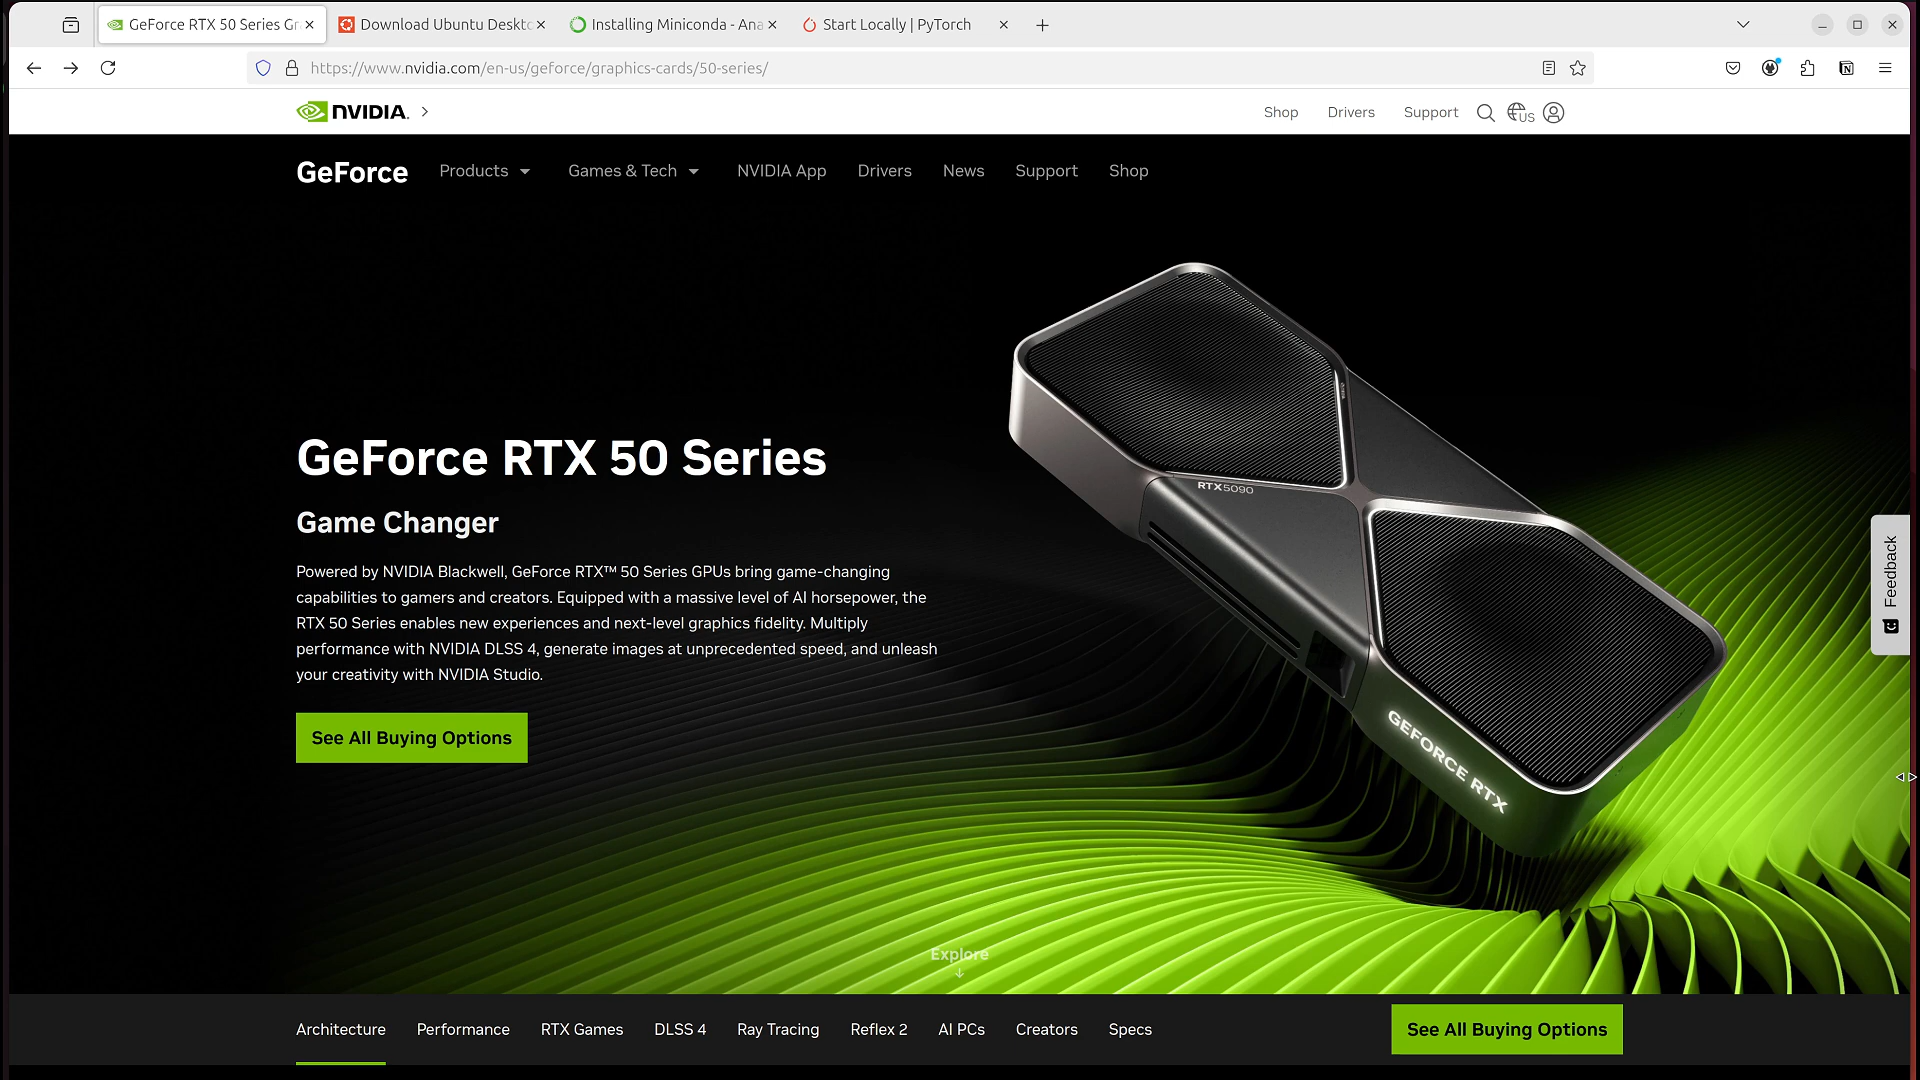 GeForce RTX 50 Series Gr
Download Ubuntu Deskto
Installing Miniconda - Ana
Start Locally | PyTorch
https://www.nvidia.com/en-us/geforce/graphics-cards/50-series/
NVIDIA.
Shop
Drivers
Support
US
GeForce
Products
Games & Tech
NVIDIA App
Drivers
News
Support
Shop
RTX 5090
GeForce RTX 50 Series
Game Changer
Powered by NVIDIA Blackwell, GeForce RTX™ 50 Series GPUs bring game-changing
capabilities to gamers and creators. Equipped with a massive level of AI horsepower, the
RTX 50 Series enables new experiences and next-level graphics fidelity. Multiply
performance with NVIDIA DLSS 4, generate images at unprecedented speed, and unleash
your creativity with NVIDIA Studio.
See All Buying Options
GEFORCE RTX
Feedback
Explore
Architecture
Performance
RTX Games
DLSS 4
Ray Tracing
Reflex 2
AI PCs
Creators
Specs
See All Buying Options